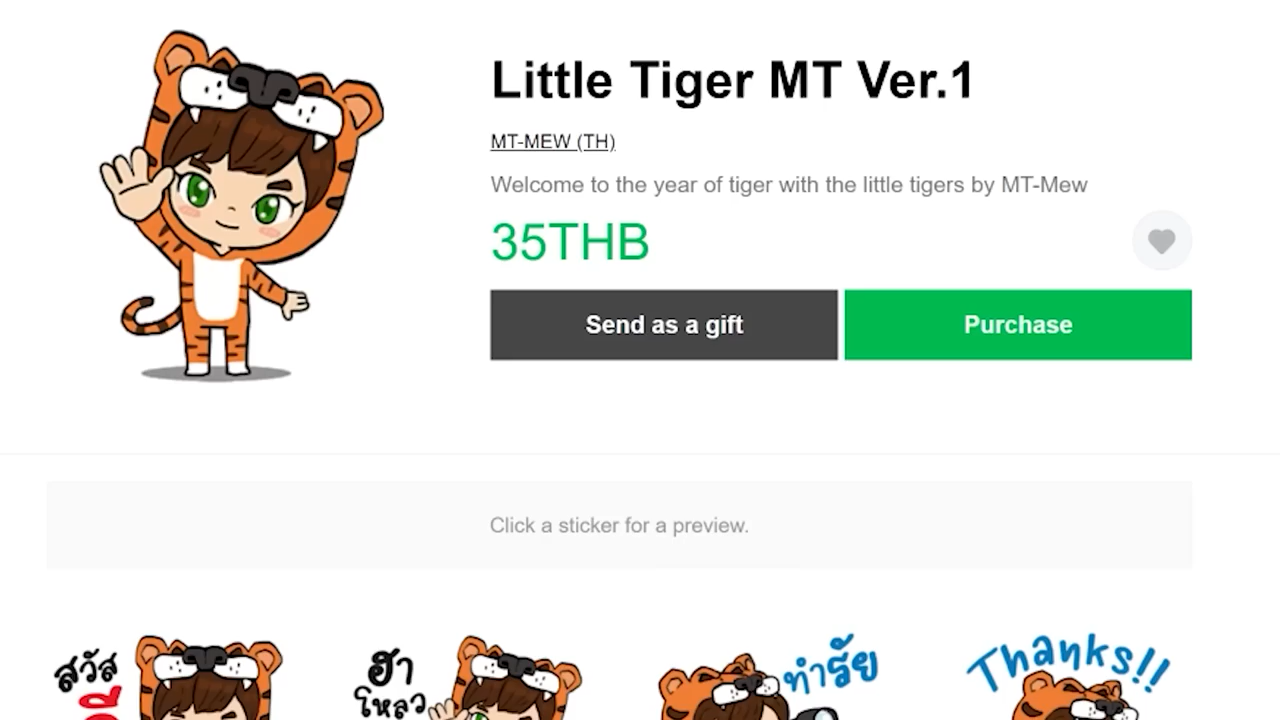 Little Tiger MT Ver.1
MT-MEW (TH)
Welcome to the year of tiger with the little tigers by MT-Mew
35THB
Send as a gift
Purchase
Click a sticker for a preview.
สวัส
ฮา
โหลว
ทำรัย
Thanks!!